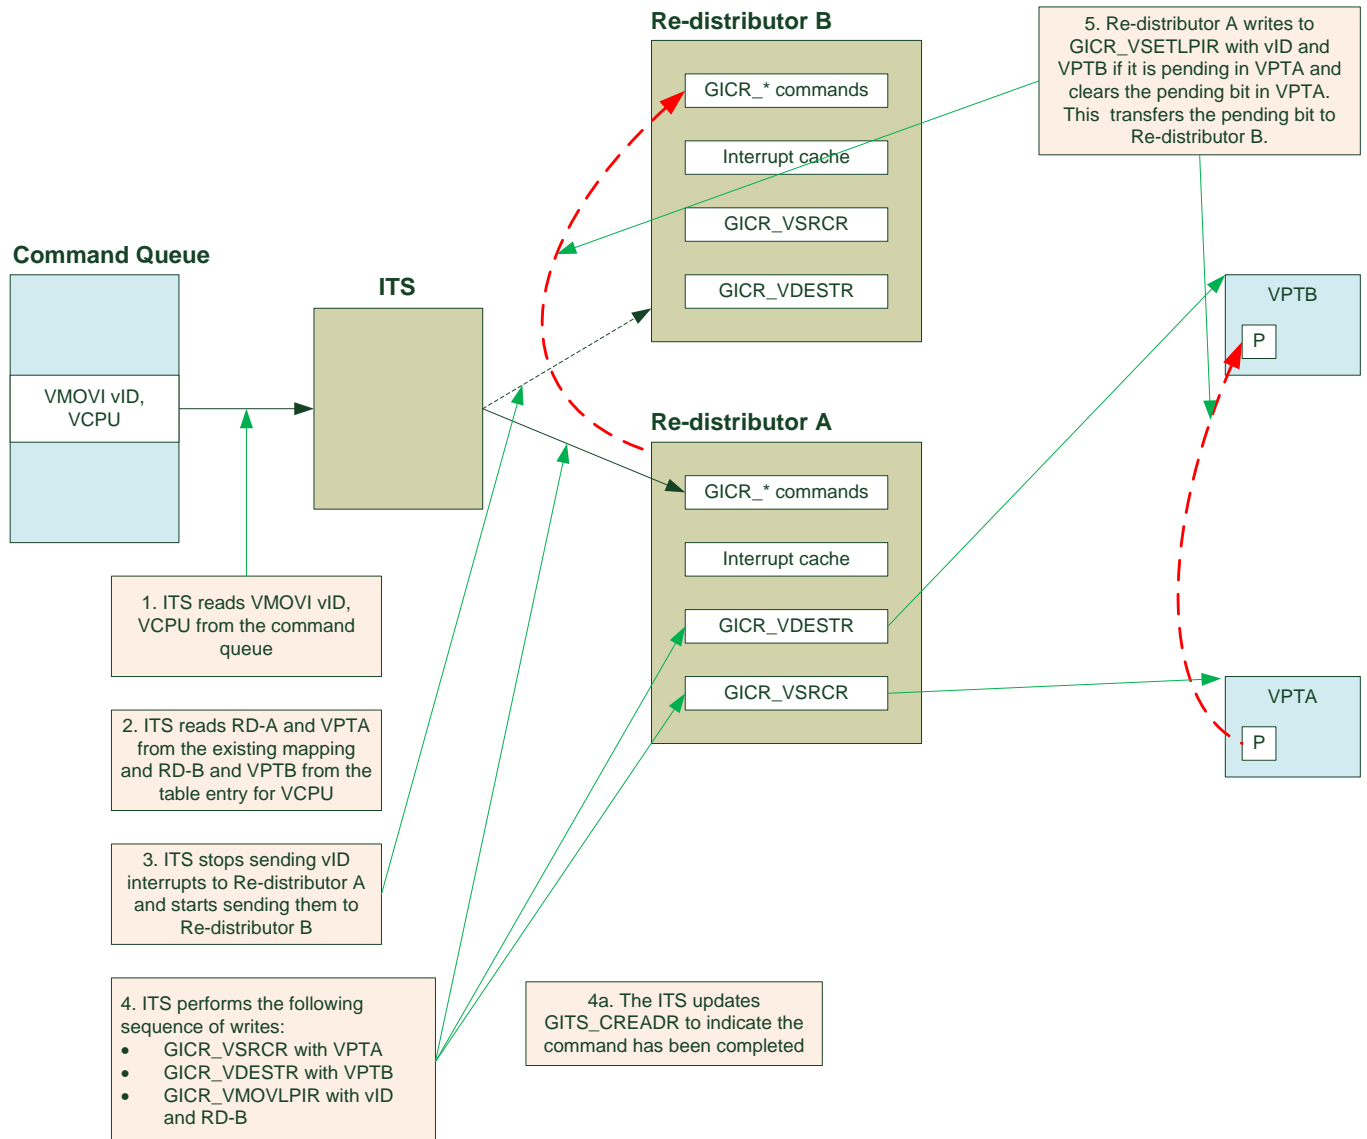 Re-distributor B
GICR_* commands
Interrupt cache
GICR_VSRCR
GICR_VDESTR
5. Re-distributor A writes to
GICR_VSETLPIR with vID and
VPTB if it is pending in VPTA and
clears the pending bit in VPTA.
This transfers the pending bit to
Re-distributor B.
Command Queue
VMOVI vID,
VCPU
ITS
VPTB
P
Re-distributor A
GICR_* commands
Interrupt cache
GICR_VDESTR
GICR_VSRCR
VPTA
P
1. ITS reads VMOVI vID,
VCPU from the command
queue
2. ITS reads RD-A and VPTA
from the existing mapping
and RD-B and VPTB from the
table entry for VCPU
3. ITS stops sending vID
interrupts to Re-distributor A
and starts sending them to
Re-distributor B
4. ITS performs the following
sequence of writes:
• GICR_VSRCR with VPTA
• GICR_VDESTR with VPTB
• GICR_VMOVLPIR with vID
and RD-B
4a. The ITS updates
GITS_CREADR to indicate the
command has been completed